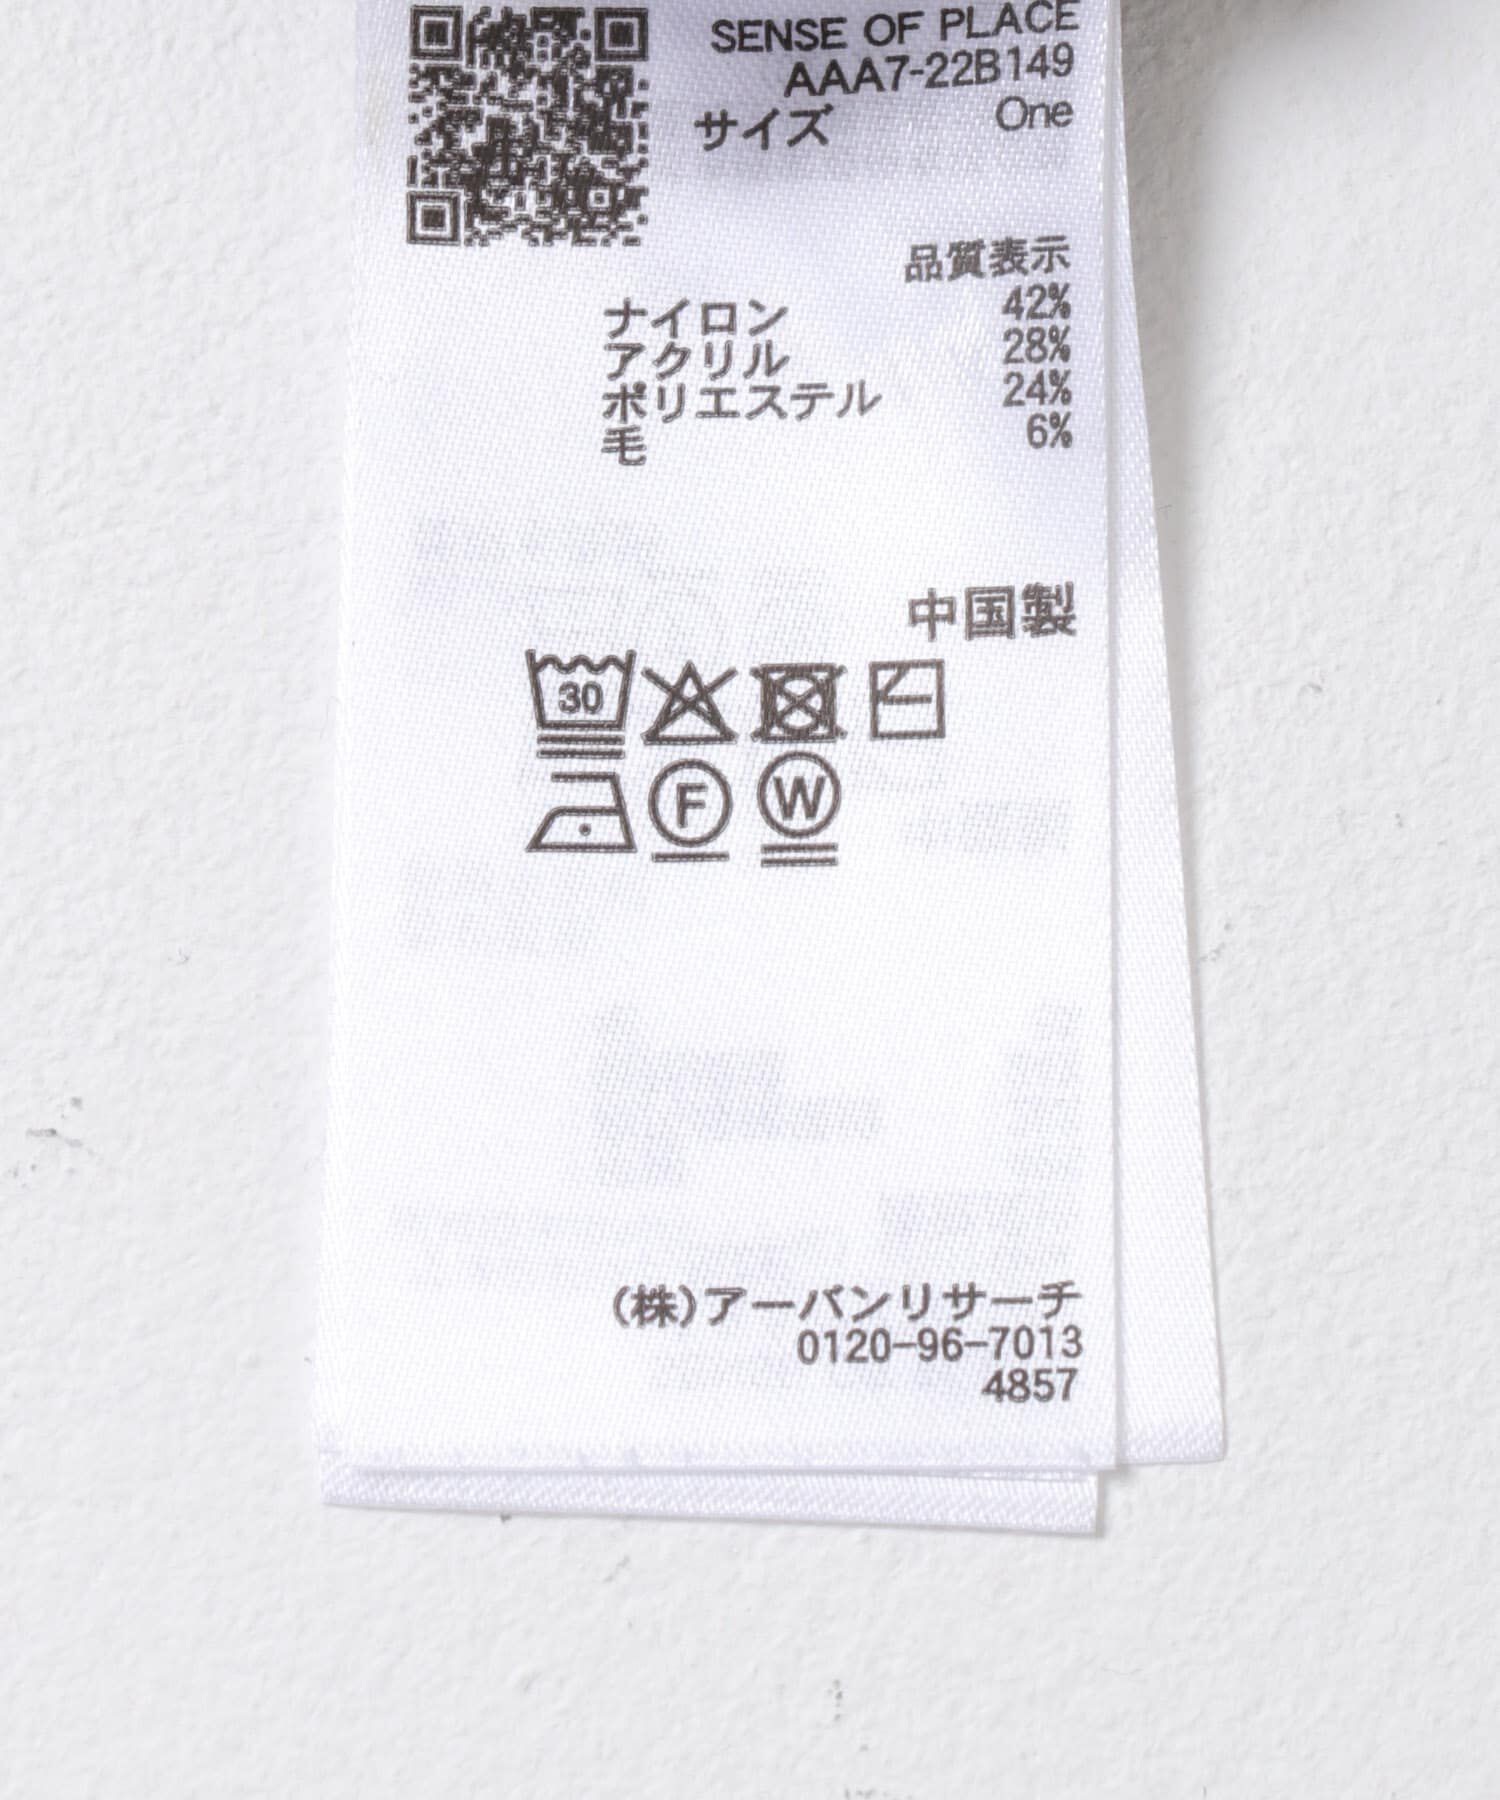 SENSE OF PLACE
AAA7-22B149
サイズ One
品質表示
ナイロン 42%
アクリル 28%
ポリエステル 24%
毛 6%
中国製
30
F W
(株)アーバンリサーチ
0120-96-7013
4857